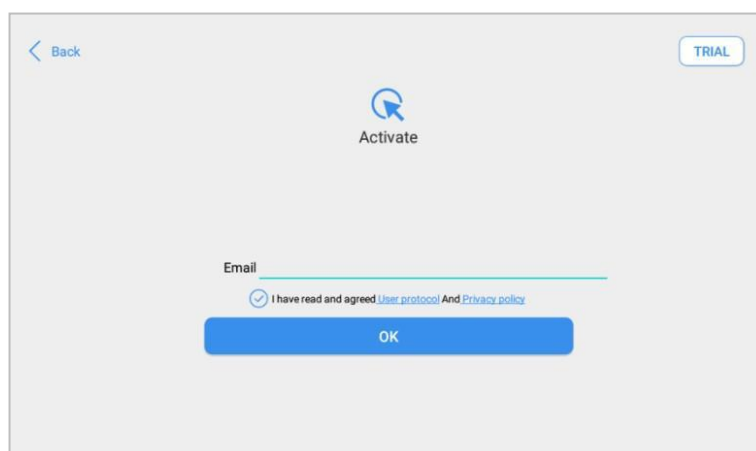 Back
TRIAL
Activate
Email
I have read and agreed User protocol And Privacy policy
OK